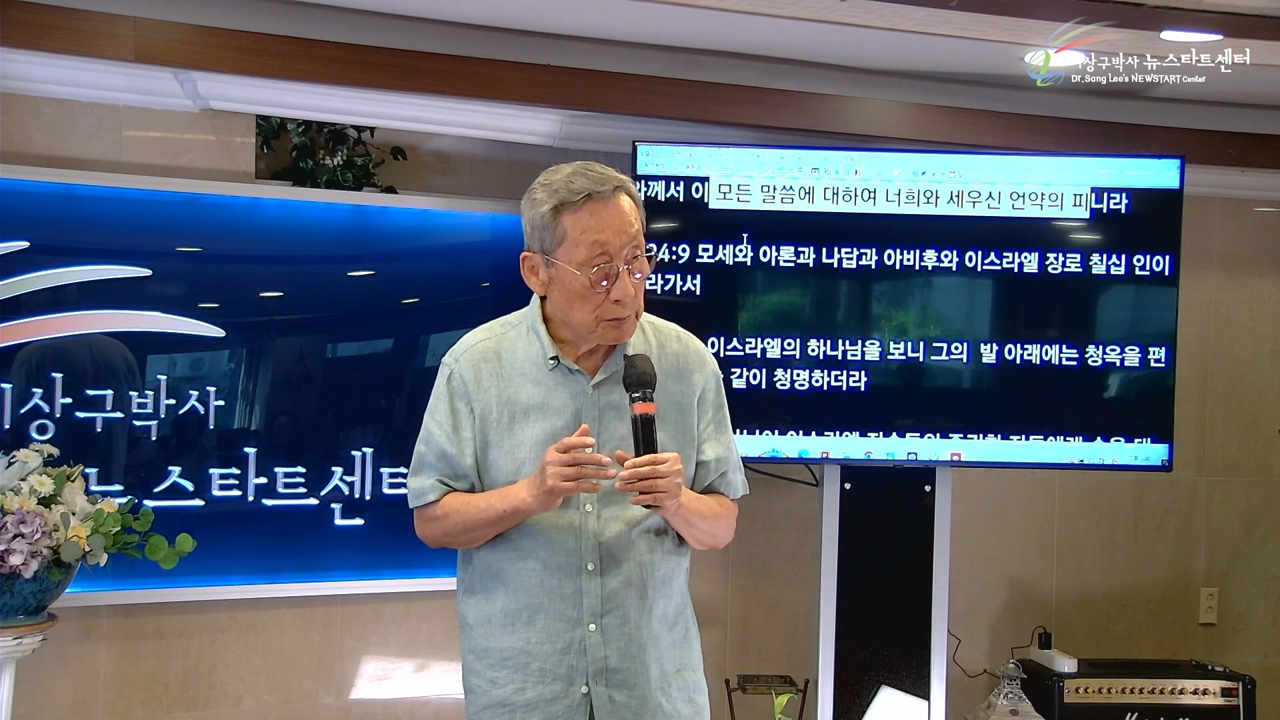 이상구박사 뉴스타트센터
Dr. Sang Lee's NEWSTART Center
께서 이 모든 말씀에 대하여 너희와 세우신 언약의 피니라
24:9 모세와 아론과 나답과 아비후와 이스라엘 장로 칠십 인이
라가서
이스라엘의 하나님을 보니 그의 발 아래에는 청옥을 편
같이 청명하더라
이상구박사
뉴스타트센터